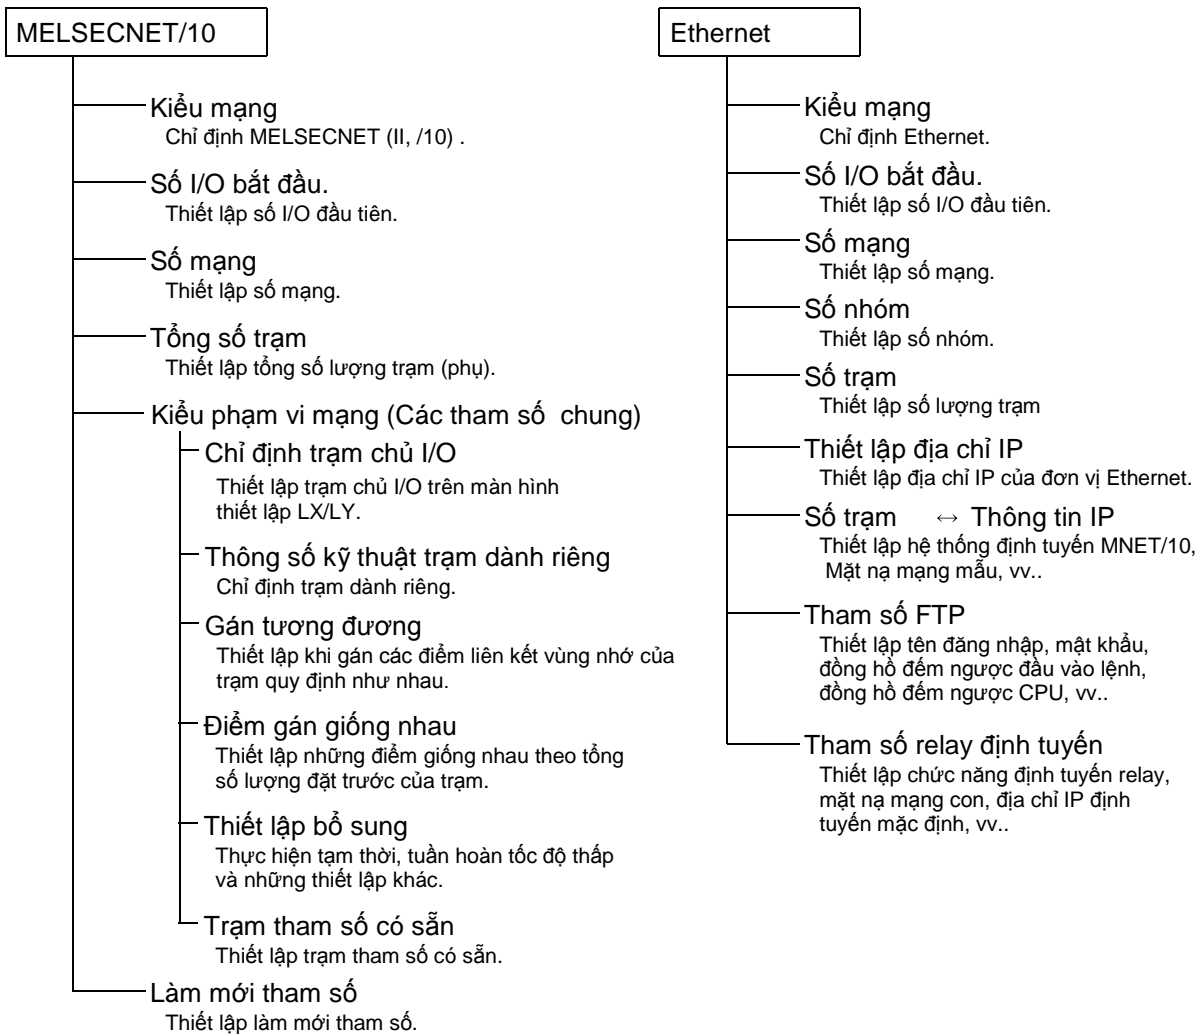 MELSECNET/10
Kiểu mạng
Chỉ định MELSECNET (II, /10) .
Số I/O bắt đầu.
Thiết lập số I/O đầu tiên.
Số mạng
Thiết lập số mạng.
Tổng số trạm
Thiết lập tổng số lượng trạm (phụ).
Kiểu phạm vi mạng (Các tham số chung)
Chỉ định trạm chủ I/O
Thiết lập trạm chủ I/O trên màn hình
thiết lập LX/LY.
Thông số kỹ thuật trạm dành riêng
Chỉ định trạm dành riêng.
Gán tương đương
Thiết lập khi gán các điểm liên kết vùng nhớ của
trạm quy định như nhau.
Điểm gán giống nhau
Thiết lập những điểm giống nhau theo tổng
số lượng đặt trước của trạm.
Thiết lập bổ sung
Thực hiện tạm thời, tuần hoàn tốc độ thấp
và những thiết lập khác.
Trạm tham số có sẵn
Thiết lập trạm tham số có sẵn.
Làm mới tham số
Thiết lập làm mới tham số.
Ethernet
Kiểu mạng
Chỉ định Ethernet.
Số I/O bắt đầu.
Thiết lập số I/O đầu tiên.
Số mạng
Thiết lập số mạng.
Số nhóm
Thiết lập số nhóm.
Số trạm
Thiết lập số lượng trạm
Thiết lập địa chỉ IP
Thiết lập địa chỉ IP của đơn vị Ethernet.
Số trạm ↔ Thông tin IP
Thiết lập hệ thống định tuyến MNET/10,
Mặt nạ mạng mẫu, vv..
Tham số FTP
Thiết lập tên đăng nhập, mật khẩu,
đồng hồ đếm ngược đầu vào lệnh,
đồng hồ đếm ngược CPU, vv..
Tham số relay định tuyến
Thiết lập chức năng định tuyến relay,
mặt nạ mạng con, địa chỉ IP định
tuyến mặc định, vv..